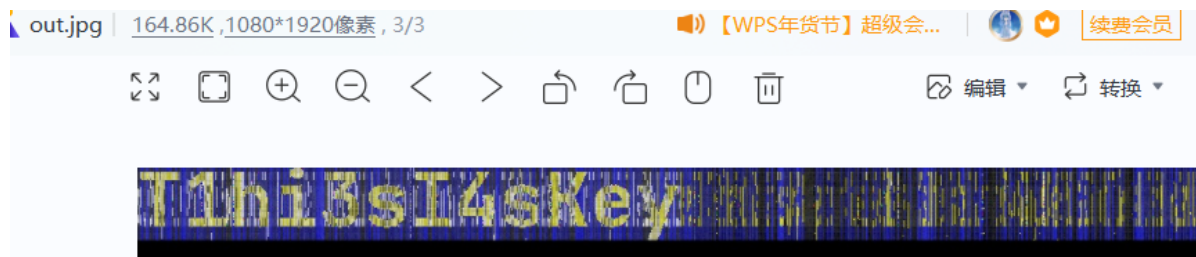 out.jpg 164.86K ,1080*1920像素 , 3/3 【WPS年货节】超级会... 续费会员
编辑 转换
T1hi3sI4sKey